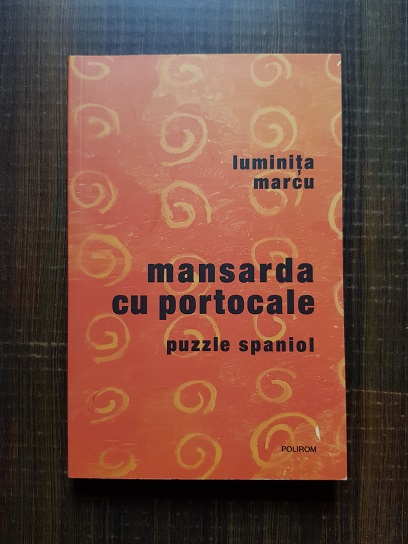 luminița
marcu
mansarda
cu portocale
puzzle spaniol
POLIROM